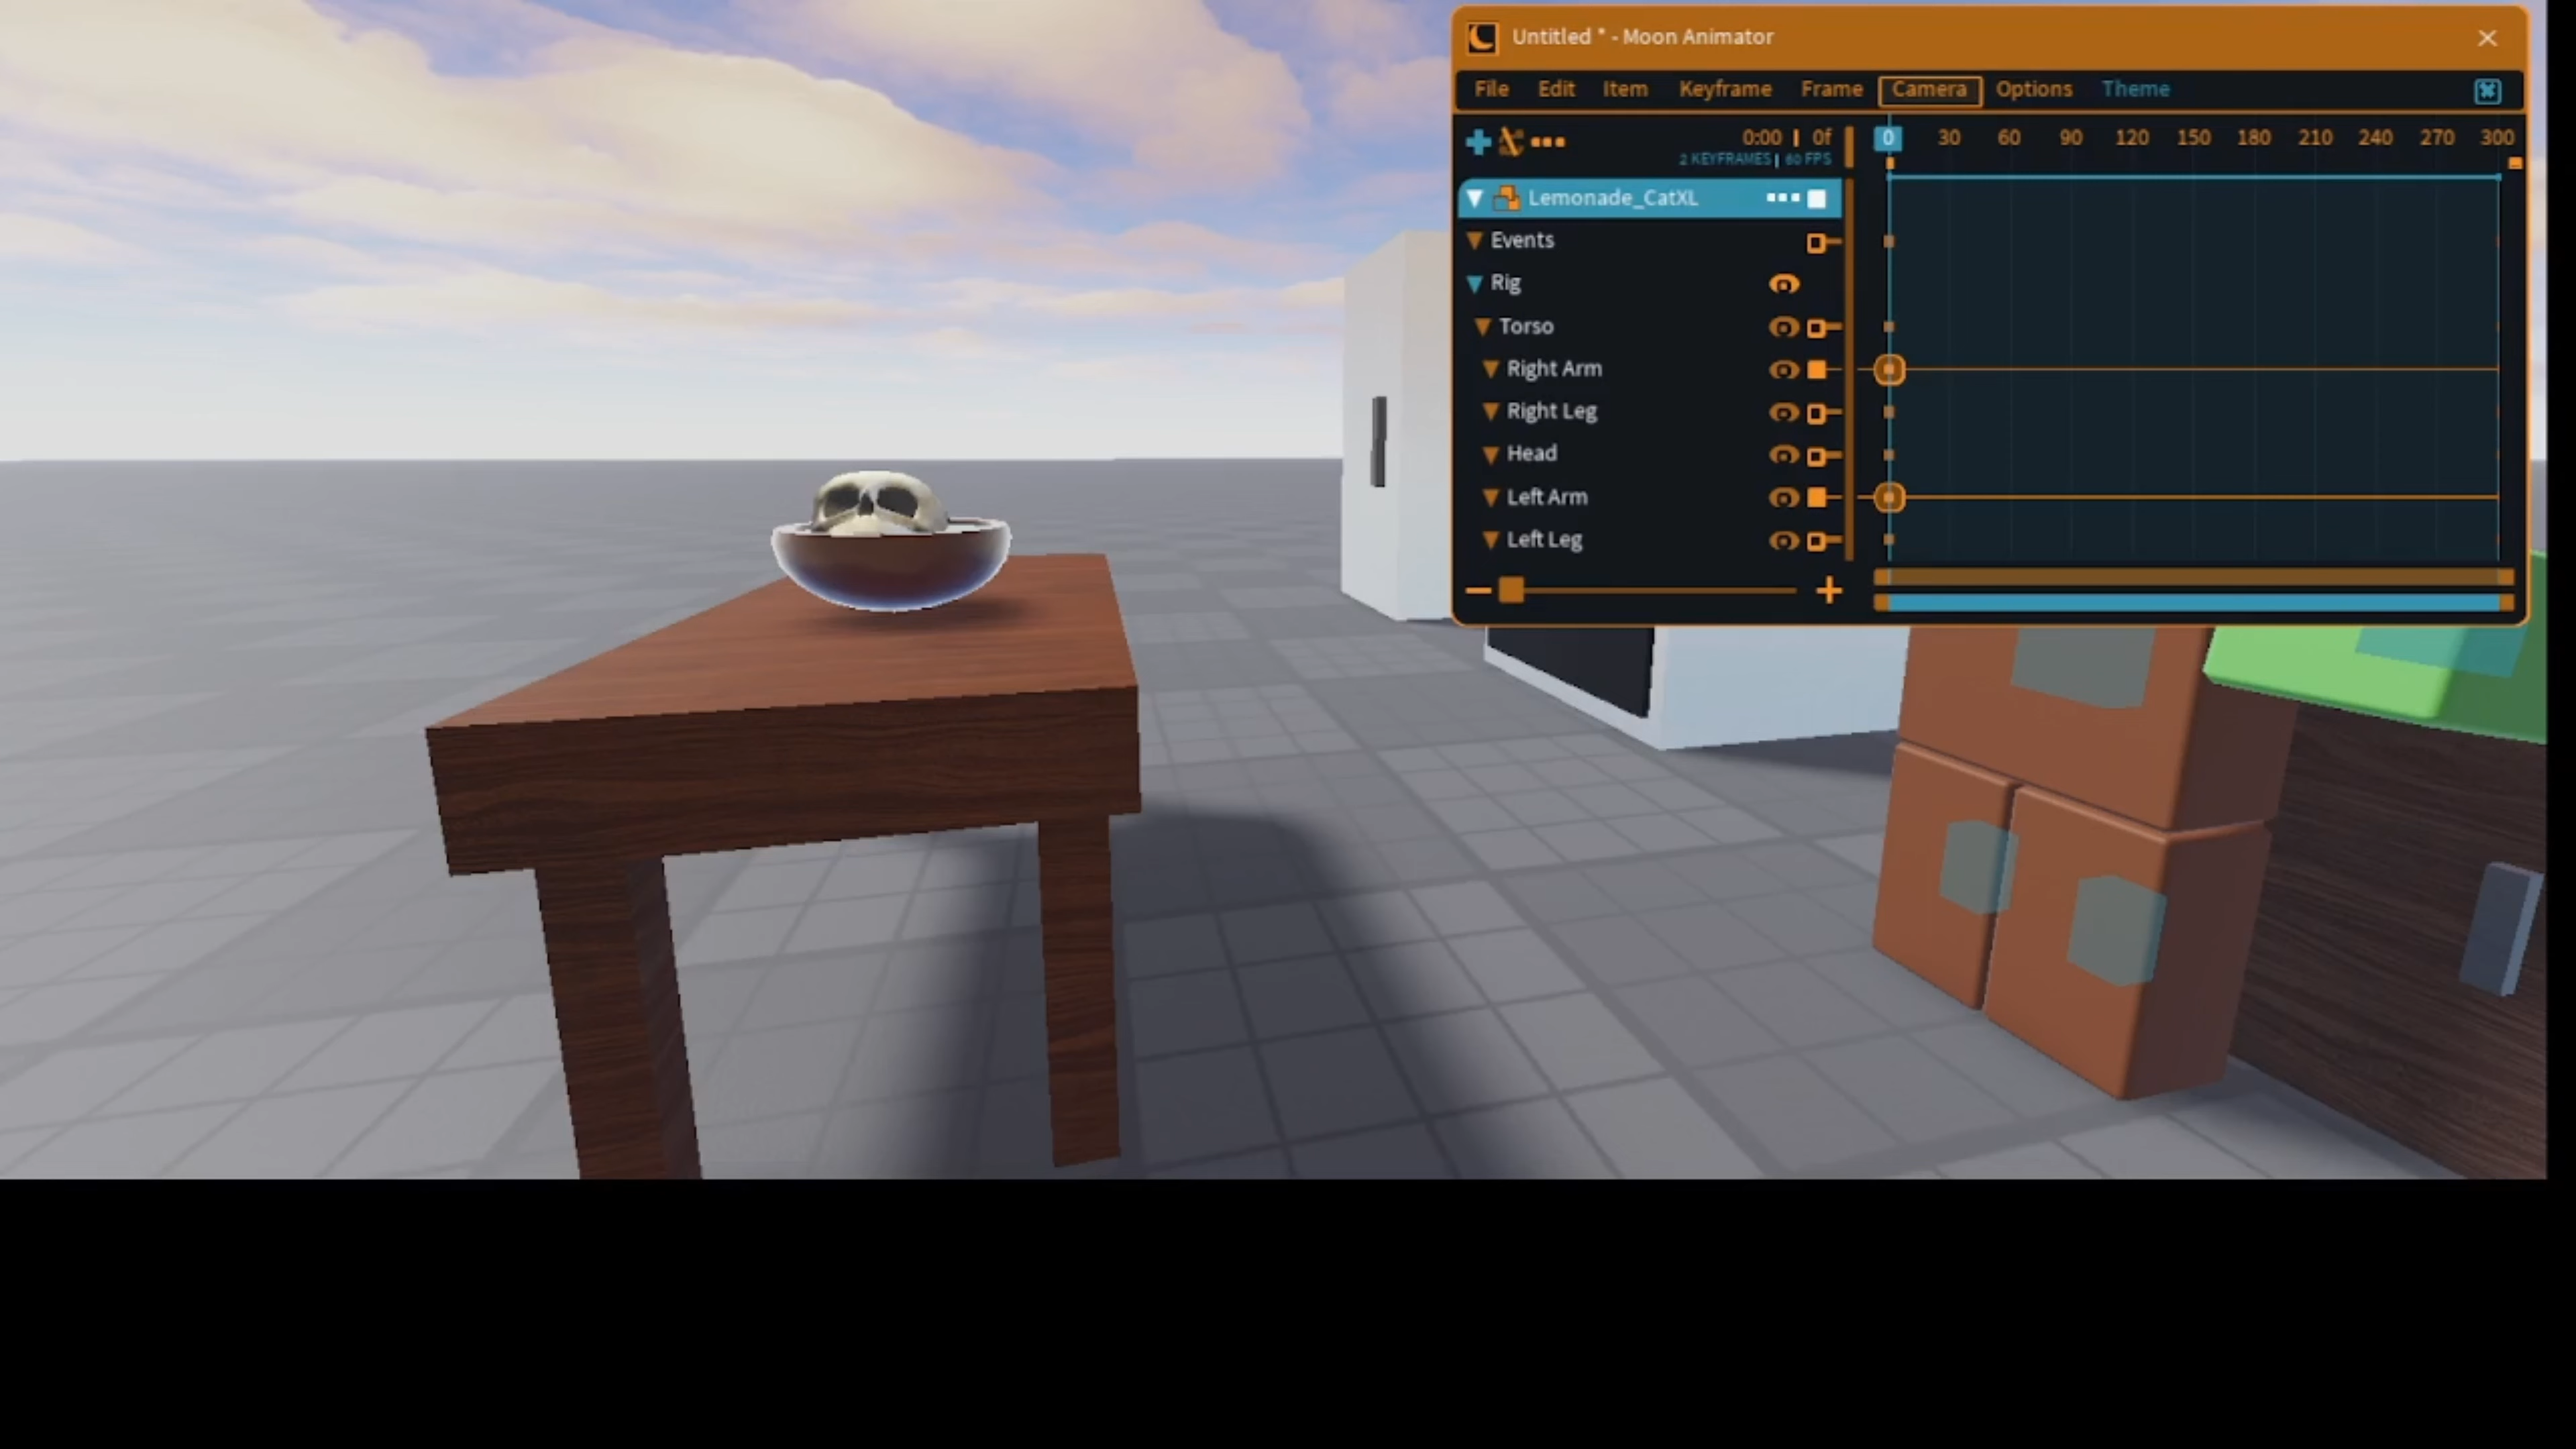 Untitled * - Moon Animator
File Edit Item Keyframe Frame Camera Options Theme
0:00 | 0f
2 KEYFRAMES | 60 FPS
0 30 60 90 120 150 180 210 240 270 300
Lemonade_CatXL
Events
Rig
Torso
Right Arm
Right Leg
Head
Left Arm
Left Leg